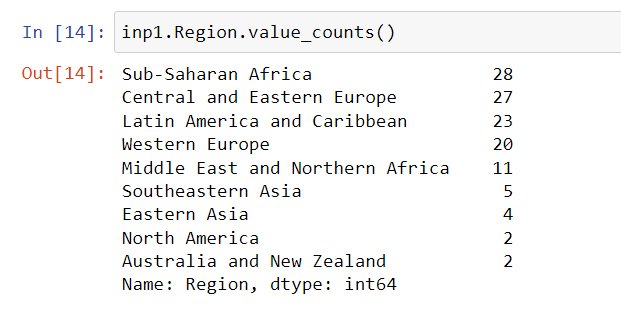 In [14]: inp1.Region.value_counts()
Out[14]: Sub-Saharan Africa 28
Central and Eastern Europe 27
Latin America and Caribbean 23
Western Europe 20
Middle East and Northern Africa 11
Southeastern Asia 5
Eastern Asia 4
North America 2
Australia and New Zealand 2
Name: Region, dtype: int64